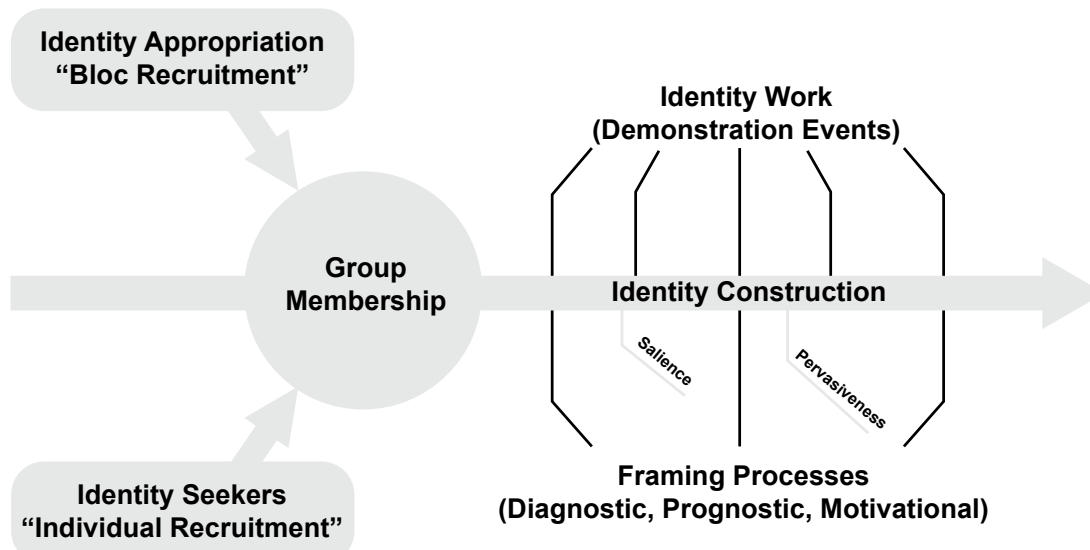 Identity Appropriation
“Bloc Recruitment”
Identity Work
(Demonstration Events)
Group
Membership
Identity Construction
Salience
Pervasiveness
Identity Seekers
“Individual Recruitment”
Framing Processes
(Diagnostic, Prognostic, Motivational)